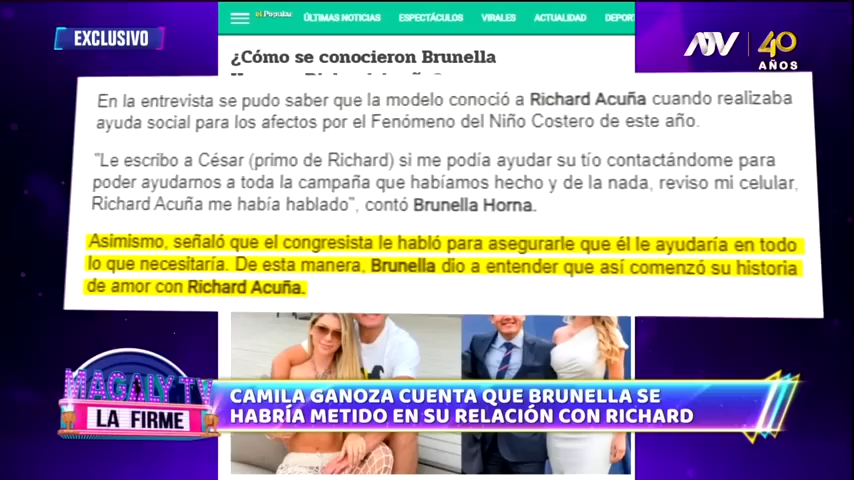 EXCLUSIVO
el Popular
ÚLTIMAS NOTICIAS ESPECTÁCULOS VIRALES ACTUALIDAD DEPOR
ATV 40
AÑOS
¿Cómo se conocieron Brunella
En la entrevista se pudo saber que la modelo conoció a Richard Acuña cuando realizaba
ayuda social para los afectos por el Fenómeno del Niño Costero de este año.
"Le escribo a César (primo de Richard) si me podía ayudar su tío contactándome para
poder ayudarnos a toda la campaña que habíamos hecho y de la nada, reviso mi celular,
Richard Acuña me había hablado", contó Brunella Horna.
Asimismo, señaló que el congresista le habló para asegurarle que él le ayudaría en todo
lo que necesitaría. De esta manera, Brunella dio a entender que así comenzó su historia
de amor con Richard Acuña.
MAGALY TV
LA FIRME
CAMILA GANOZA CUENTA QUE BRUNELLA SE
HABRÍA METIDO EN SU RELACIÓN CON RICHARD